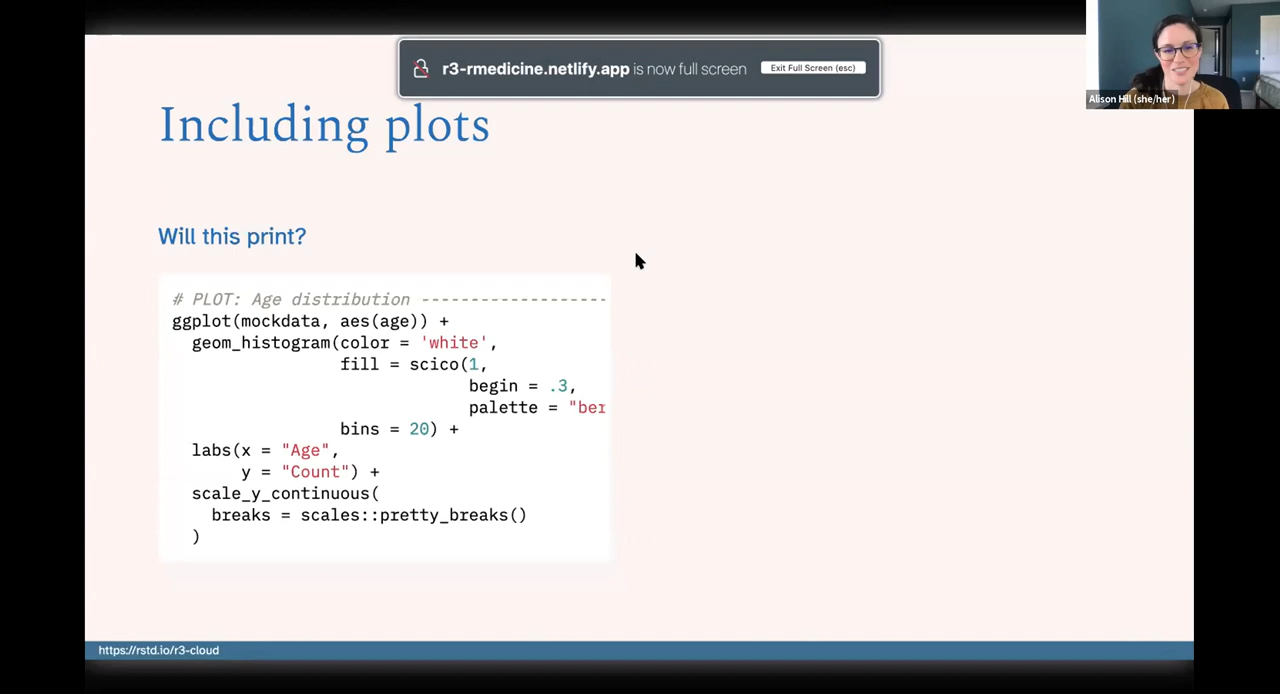 r3-rmedicine.netlify.app is now full screen
Exit Full Screen (esc)
Alison Hill (she/her)
Including plots
Will this print?
# PLOT: Age distribution -------------------
ggplot(mockdata, aes(age)) +
  geom_histogram(color = 'white',
                 fill = scico(1,
                              begin = .3,
                              palette = "ber
                 bins = 20) +
  labs(x = "Age",
       y = "Count") +
  scale_y_continuous(
    breaks = scales::pretty_breaks()
  )
https://rstd.io/r3-cloud